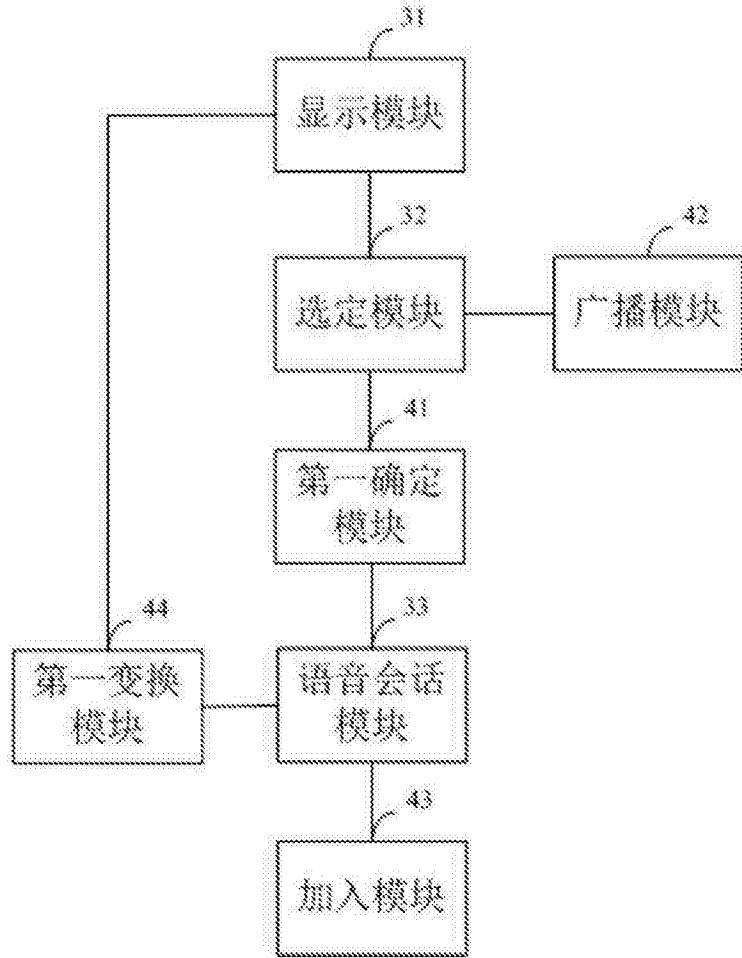 31
显示模块
32
42
选定模块
广播模块
41
第一确定
模块
44
33
第一变换
模块
语音会话
模块
43
加入模块